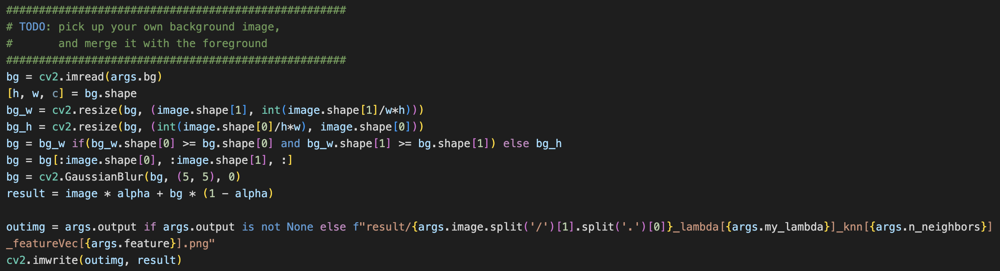 ####################################################
# TODO: pick up your own background image,
#       and merge it with the foreground
####################################################
bg = cv2.imread(args.bg)
[h, w, c] = bg.shape
bg_w = cv2.resize(bg, (image.shape[1], int(image.shape[1]/w*h)))
bg_h = cv2.resize(bg, (int(image.shape[0]/h*w), image.shape[0]))
bg = bg_w if(bg_w.shape[0] >= bg.shape[0] and bg_w.shape[1] >= bg.shape[1]) else bg_h
bg = bg[:image.shape[0], :image.shape[1], :]
bg = cv2.GaussianBlur(bg, (5, 5), 0)
result = image * alpha + bg * (1 - alpha)

outimg = args.output if args.output is not None else f"result/{args.image.split('/')[1].split('.')[0]}_lambda[{args.my_lambda}]_knn[{args.n_neighbors}]
_featureVec[{args.feature}].png"
cv2.imwrite(outimg, result)